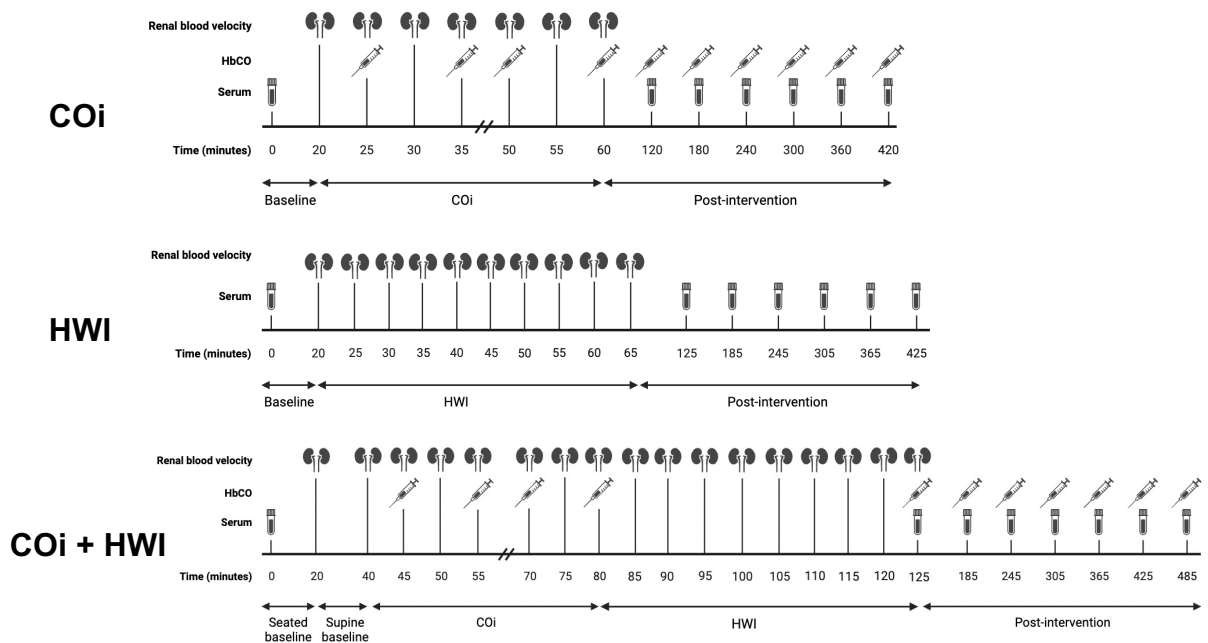 Renal blood velocity
HbCO
Serum
COi
Time (minutes) 0 20 25 30 35 50 55 60 120 180 240 300 360 420
Baseline COi Post-intervention
Renal blood velocity
Serum
HWI
Time (minutes) 0 20 25 30 35 40 45 50 55 60 65 125 185 245 305 365 425
Baseline HWI Post-intervention
Renal blood velocity
HbCO
Serum
COi + HWI
Time (minutes) 0 20 40 45 50 55 70 75 80 85 90 95 100 105 110 115 120 125 185 245 305 365 425 485
Seated baseline Supine baseline COi HWI Post-intervention